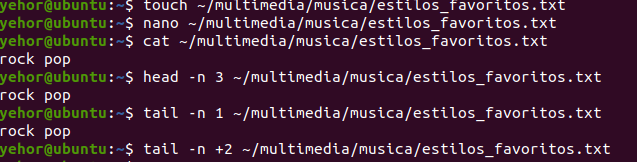 yehor@ubuntu:~$ touch ~/multimedia/musica/estilos_favoritos.txt
yehor@ubuntu:~$ nano ~/multimedia/musica/estilos_favoritos.txt
yehor@ubuntu:~$ cat ~/multimedia/musica/estilos_favoritos.txt
rock pop
yehor@ubuntu:~$ head -n 3 ~/multimedia/musica/estilos_favoritos.txt
rock pop
yehor@ubuntu:~$ tail -n 1 ~/multimedia/musica/estilos_favoritos.txt
rock pop
yehor@ubuntu:~$ tail -n +2 ~/multimedia/musica/estilos_favoritos.txt